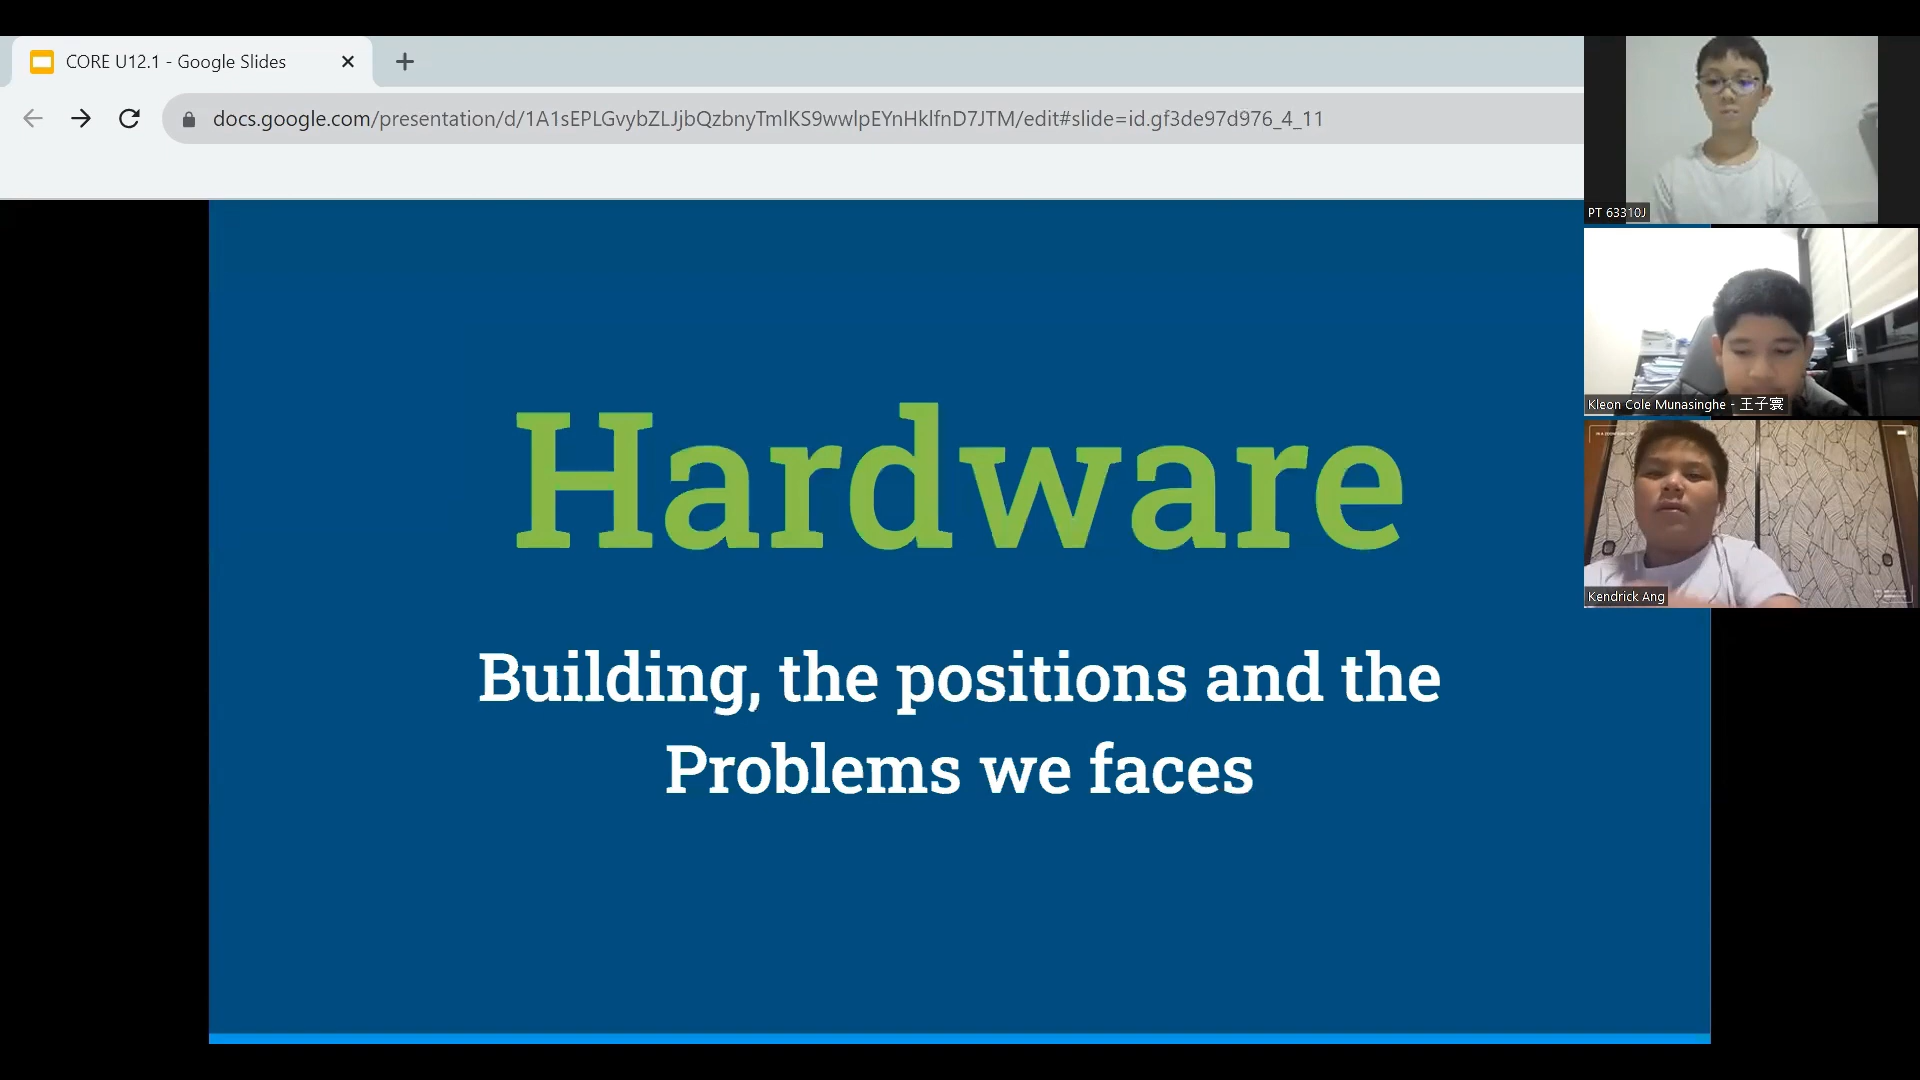 CORE U12.1 - Google Slides
docs.google.com/presentation/d/1A1sEPLGvybZLJjbQzbnyTmlKS9wwlpEYnHklfnD7JTM/edit#slide=id.gf3de97d976_4_11
Hardware
Building, the positions and the
Problems we faces
PT 63310J
Kleon Cole Munasinghe - 王子寰
Kendrick Ang